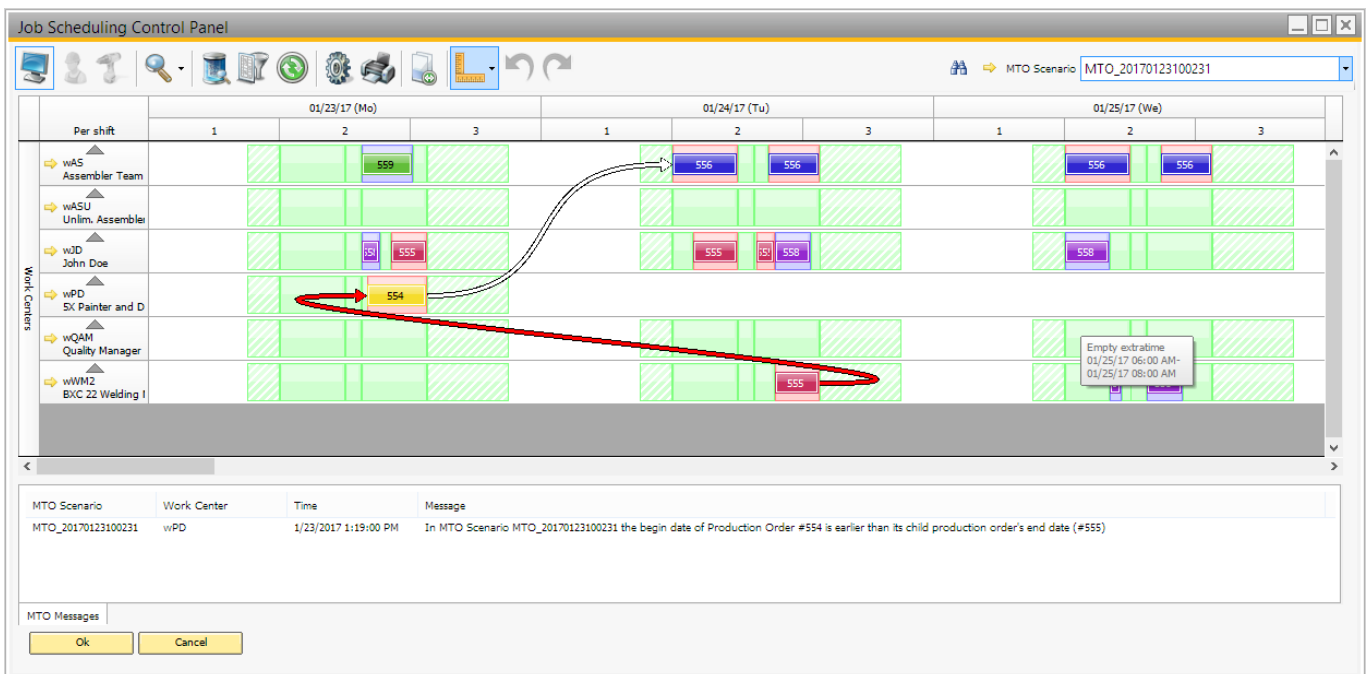 Job Scheduling Control Panel
MTO Scenario MTO_20170123100231
01/23/17 (Mo) 01/24/17 (Tu) 01/25/17 (We)
Per shift 1 2 3 1 2 3 1 2 3
Work Centers
wAS 559 556 556 556 556
Assembler Team
wASU
Unlim. Assembler
wJD 555 555 558 558
John Doe
wPD 554
5X Painter and D
wQAM
Quality Manager
Empty extratime
01/25/17 06:00 AM-
01/25/17 08:00 AM
wWM2 555
BXC 22 Welding
MTO Scenario Work Center Time Message
MTO_20170123100231 wPD 1/23/2017 1:19:00 PM In MTO Scenario MTO_20170123100231 the begin date of Production Order #554 is earlier than its child production order's end date (#555)
MTO Messages
Ok Cancel